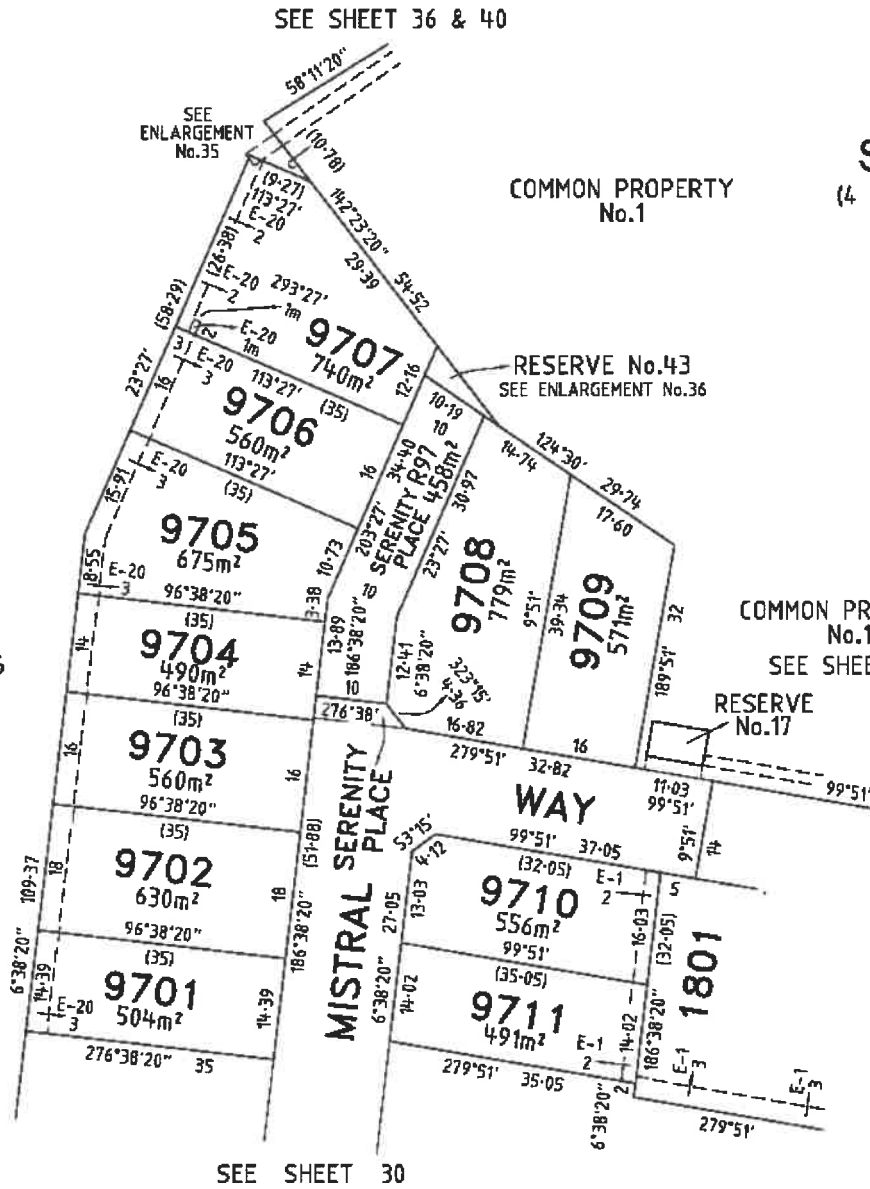 SEE SHEET 36 & 40
58°11'20"
SEE
ENLARGEMENT
No.35
(10·78)
(9·27)
113°27'
E-20
2
COMMON PROPERTY
No.1
(4
142°23'20"
29·39
54·52
(26·38)
E-20
2
293°27'
1m
(58·29)
23°27'
2
E-20
1m
9707
740m²
12·16
RESERVE No.43
SEE ENLARGEMENT No.36
3
E-20
3
113°27'
(35)
16
9706
560m²
16
34·40
203°27'
10·19
10
SERENITY R97
PLACE 458m²
10
30·97
23°27'
14·74
124°30'
29·74
17·60
113°27'
(35)
E-20
3
15·91
9705
675m²
10·73
8·55
E-20
3
96°38'20"
(35)
3·38
13·89
186°38'20"
10
9708
779m²
12·41
6°38'20"
9°51'
39·34
9709
571m²
32
189°51'
COMMON PR
No.1
SEE SHEE
RESERVE
No.17
14
9704
490m²
14
96°38'20"
(35)
276°38'
323°15'
4·36
16·82
16
279°51'
32·82
11·03
99°51'
99°51'
16
9703
560m²
16
96°38'20"
(35)
(51·88)
186°38'20"
MISTRAL
SERENITY
PLACE
WAY
9°51'
14
53°15'
4·12
99°51'
37·05
(32·05)
109·37
6°38'20"
18
9702
630m²
18
96°38'20"
(35)
27·05
6°38'20"
13·03
9710
556m²
E-1
2
16·03
5
(32·05)
186°38'20"
1801
99°51'
(35·05)
14·39
E-20
3
9701
504m²
14·39
276°38'20"
35
14·02
9711
491m²
14·02
E-1
2
279°51'
35·05
2
6°38'20"
E-1
3
E-1
3
279°51'
SEE SHEET 30